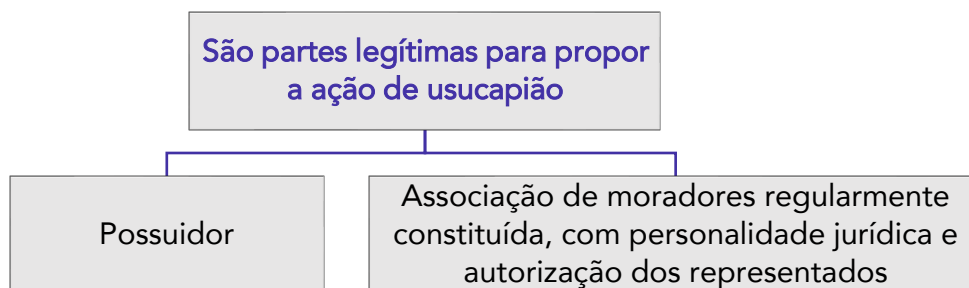 São partes legítimas para propor
a ação de usucapião
Possuidor
Associação de moradores regularmente
constituída, com personalidade jurídica e
autorização dos representados